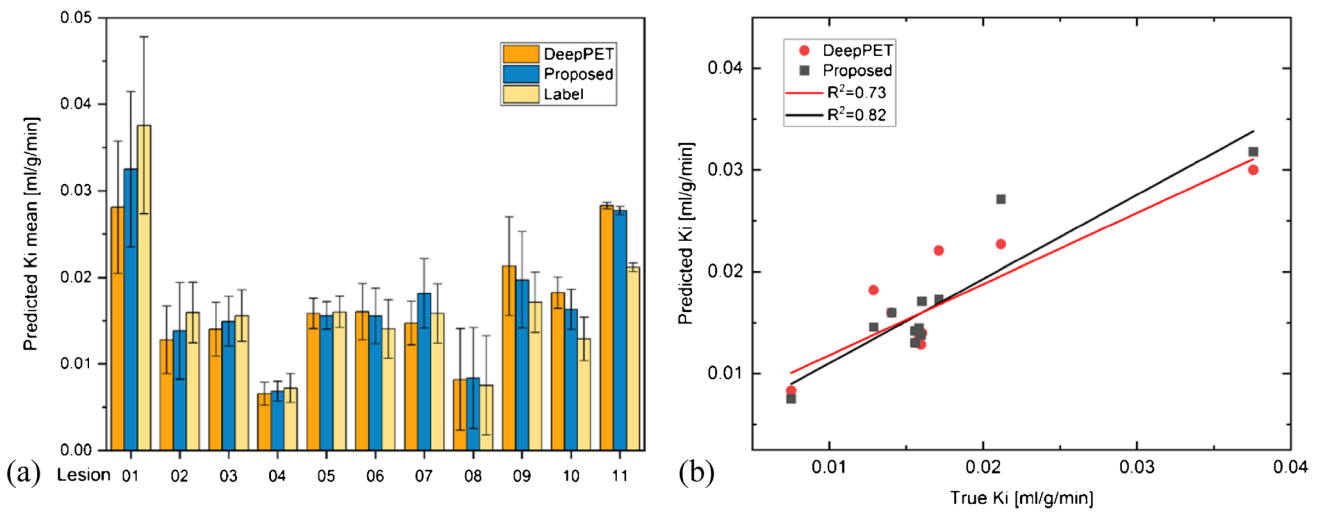 0.05
0.04
0.03
0.02
0.01
0.00
Predicted Ki mean [ml/g/min]
DeepPET
Proposed
Label
Lesion 01 02 03 04 05 06 07 08 09 10 11
(a)
0.04
0.03
0.02
0.01
Predicted Ki [ml/g/min]
DeepPET
Proposed
R²=0.73
R²=0.82
0.01 0.02 0.03 0.04
True Ki [ml/g/min]
(b)